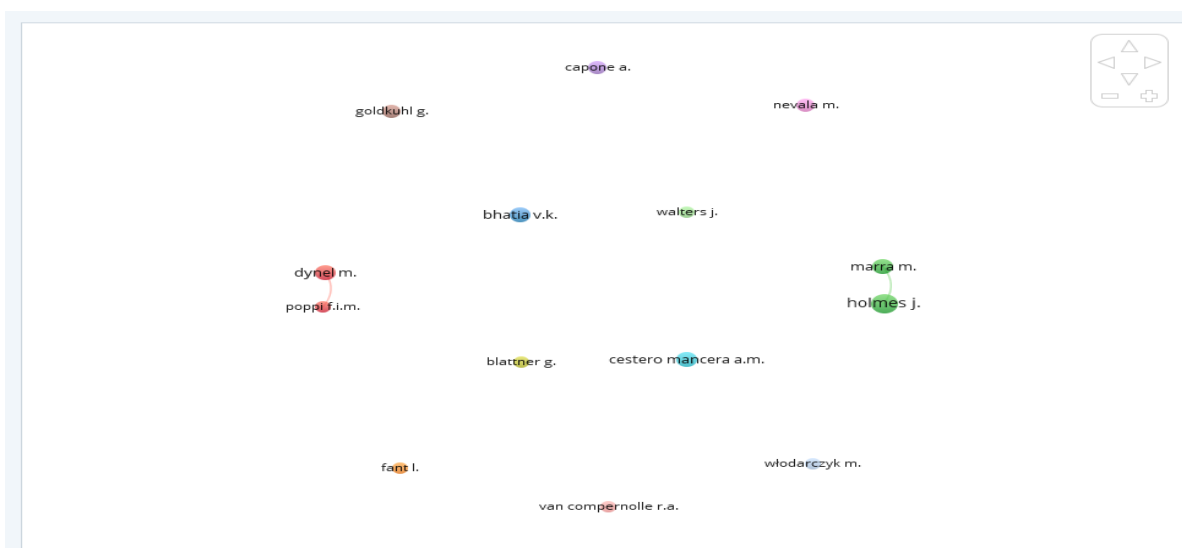 capone a.
goldkuhl g.
nevala m.
bhatia v.k.
walters j.
dynel m.
marra m.
poppi f.i.m.
holmes j.
blattner g.
cestero mancera a.m.
fant l.
włodarczyk m.
van compernolle r.a.